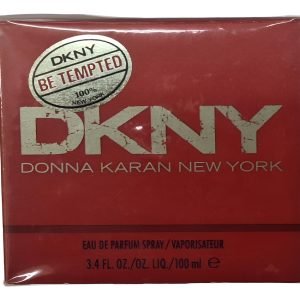 DKNY
BE TEMPTED
100%
NEW YORK
DKNY
DONNA KARAN NEW YORK
EAU DE PARFUM SPRAY / VAPORISATEUR
3.4 FL. OZ./OZ. LIQ./100 ml ℮